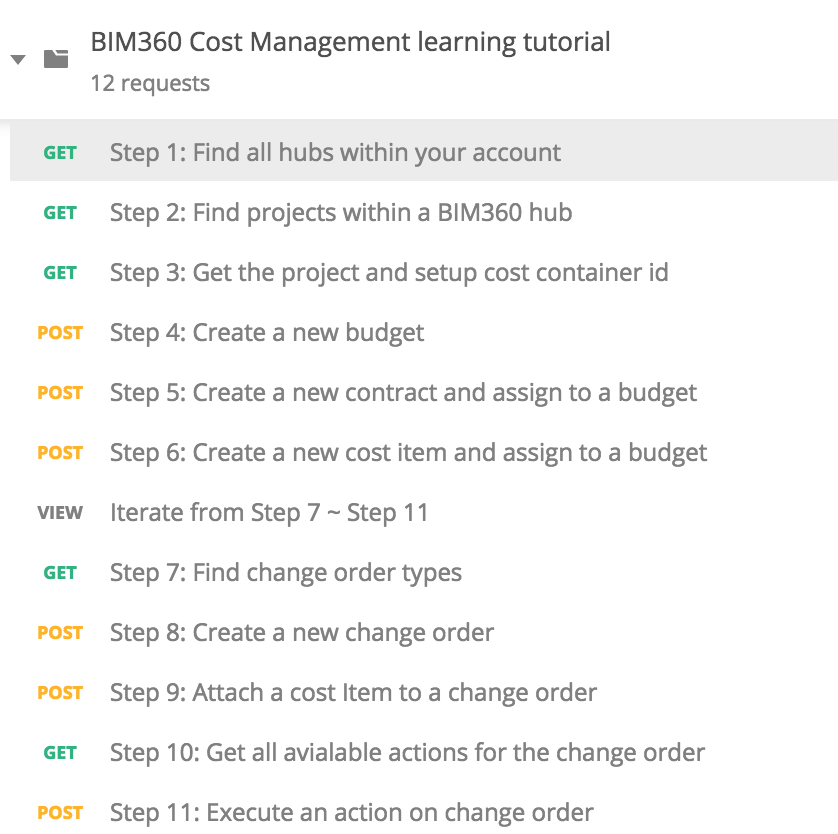 BIM360 Cost Management learning tutorial
12 requests
GET Step 1: Find all hubs within your account
GET Step 2: Find projects within a BIM360 hub
GET Step 3: Get the project and setup cost container id
POST Step 4: Create a new budget
POST Step 5: Create a new contract and assign to a budget
POST Step 6: Create a new cost item and assign to a budget
VIEW Iterate from Step 7 ~ Step 11
GET Step 7: Find change order types
POST Step 8: Create a new change order
POST Step 9: Attach a cost Item to a change order
GET Step 10: Get all avialable actions for the change order
POST Step 11: Execute an action on change order